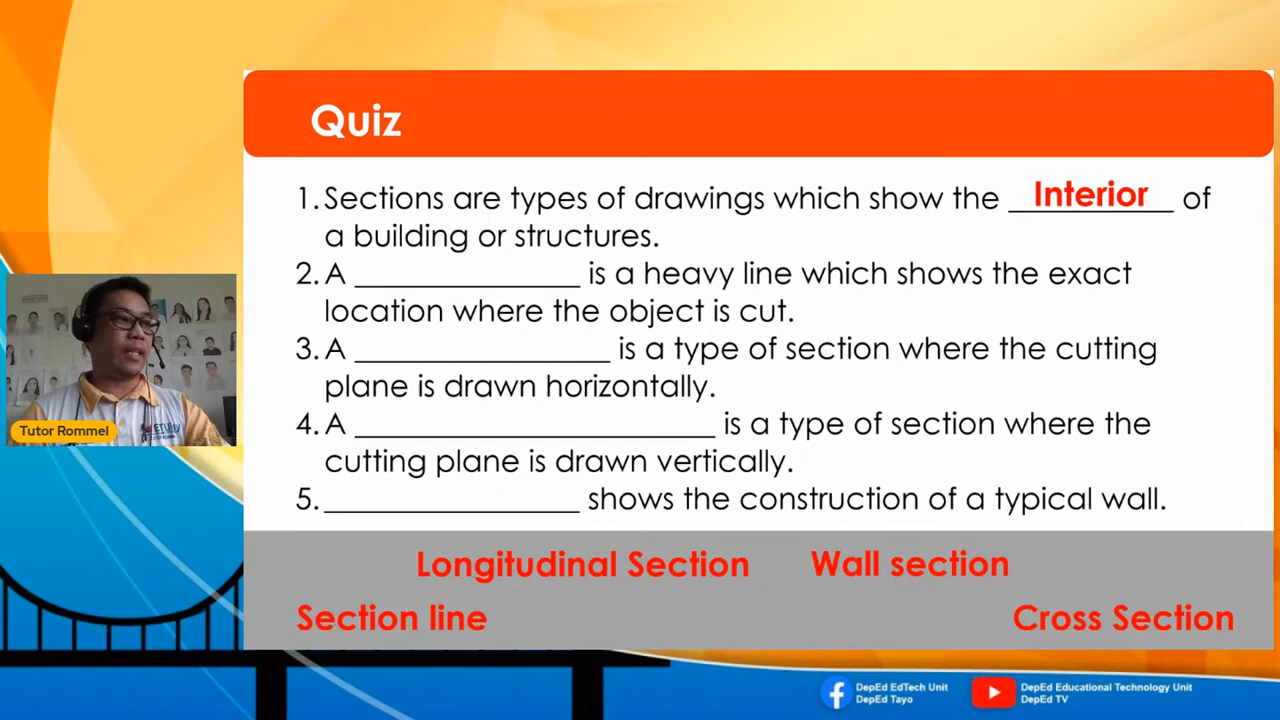 Quiz
1. Sections are types of drawings which show the Interior of
a building or structures.
2. A ______________ is a heavy line which shows the exact
location where the object is cut.
3. A ________________ is a type of section where the cutting
plane is drawn horizontally.
4. A ______________________ is a type of section where the
cutting plane is drawn vertically.
5. ________________ shows the construction of a typical wall.
Longitudinal Section Wall section
Section line Cross Section
Tutor Rommel
DepEd EdTech Unit
DepEd Tayo
DepEd Educational Technology Unit
DepEd TV